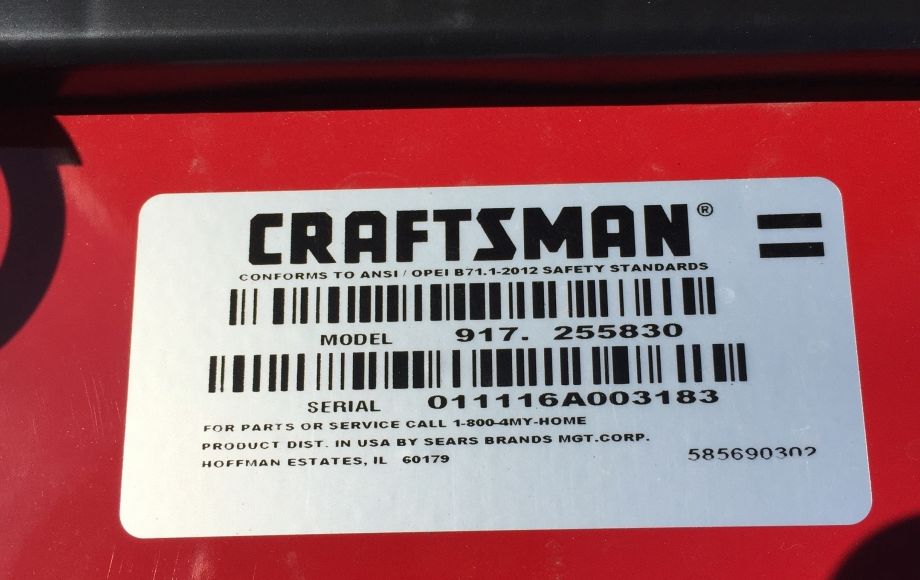 CRAFTSMAN®
CONFORMS TO ANSI / OPEI B71.1-2012 SAFETY STANDARDS
MODEL 917. 255830
SERIAL 011116A003183
FOR PARTS OR SERVICE CALL 1-800-4MY-HOME
PRODUCT DIST. IN USA BY SEARS BRANDS MGT.CORP.
HOFFMAN ESTATES, IL 60179
585690302